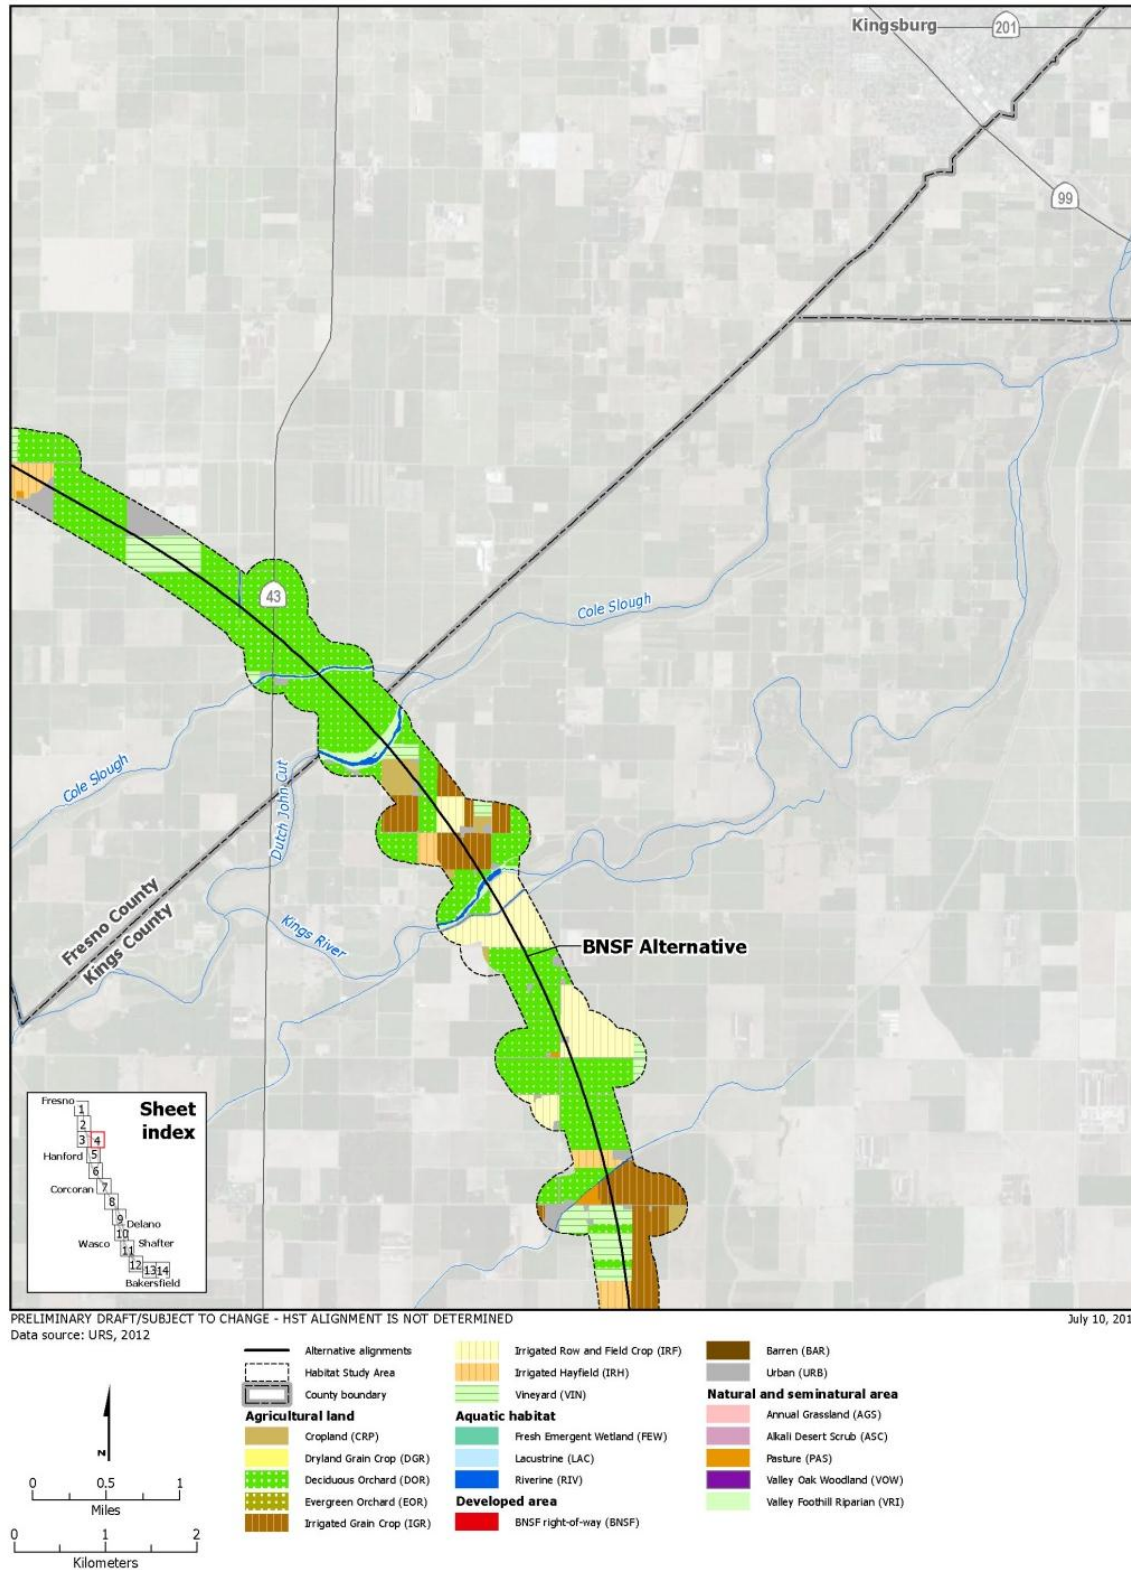 Kingsburg
201
99
43
Cole Slough
Cole Slough
Dutch John Cut
Fresno County
Kings County
Kings River
BNSF Alternative
Sheet index
Fresno
1
2
3
4
Hanford
5
6
Corcoran
7
8
9
Delano
10
Wasco
11
Shafter
12
13
14
Bakersfield
PRELIMINARY DRAFT/SUBJECT TO CHANGE - HST ALIGNMENT IS NOT DETERMINED
July 10, 201
Data source: URS, 2012
N
0 0.5 1
Miles
0 1 2
Kilometers
Alternative alignments
Habitat Study Area
County boundary
Agricultural land
Cropland (CRP)
Dryland Grain Crop (DGR)
Deciduous Orchard (DOR)
Evergreen Orchard (EOR)
Irrigated Grain Crop (IGR)
Irrigated Row and Field Crop (IRF)
Irrigated Hayfield (IRH)
Vineyard (VIN)
Aquatic habitat
Fresh Emergent Wetland (FEW)
Lacustrine (LAC)
Riverine (RIV)
Developed area
BNSF right-of-way (BNSF)
Barren (BAR)
Urban (URB)
Natural and seminatural area
Annual Grassland (AGS)
Alkali Desert Scrub (ASC)
Pasture (PAS)
Valley Oak Woodland (VOW)
Valley Foothill Riparian (VRI)